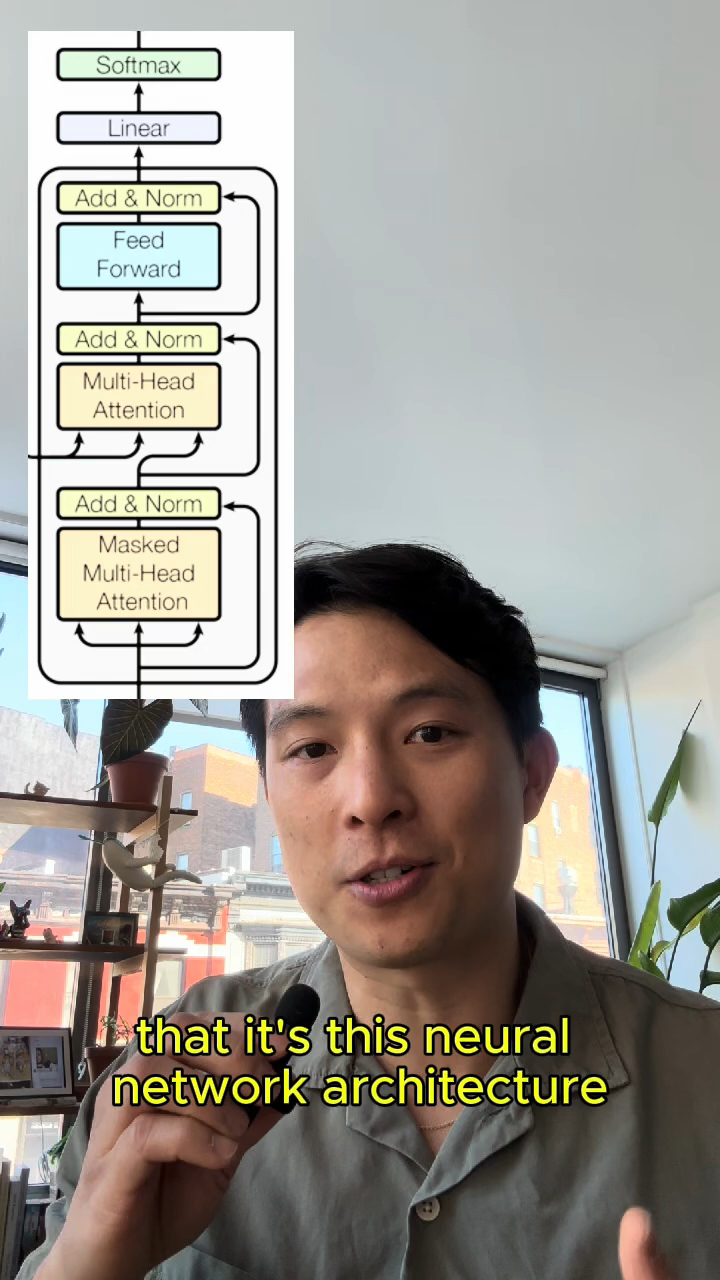 Softmax
Linear
Add & Norm
Feed
Forward
Add & Norm
Multi-Head
Attention
Add & Norm
Masked
Multi-Head
Attention
that it's this neural
network architecture